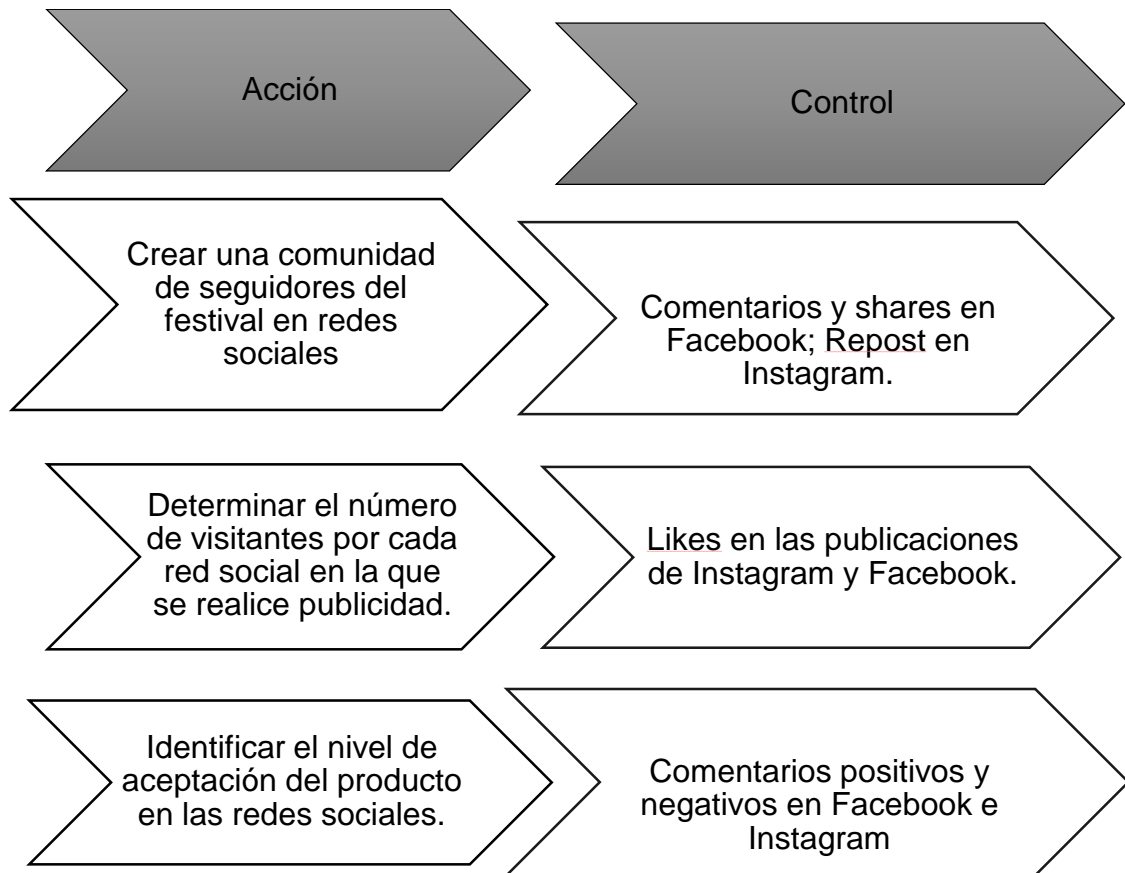 Acción
Control
Crear una comunidad
de seguidores del
festival en redes
sociales
Comentarios y shares en
Facebook; Repost en
Instagram.
Determinar el número
de visitantes por cada
red social en la que
se realice publicidad.
Likes en las publicaciones
de Instagram y Facebook.
Identificar el nivel de
aceptación del producto
en las redes sociales.
Comentarios positivos y
negativos en Facebook e
Instagram